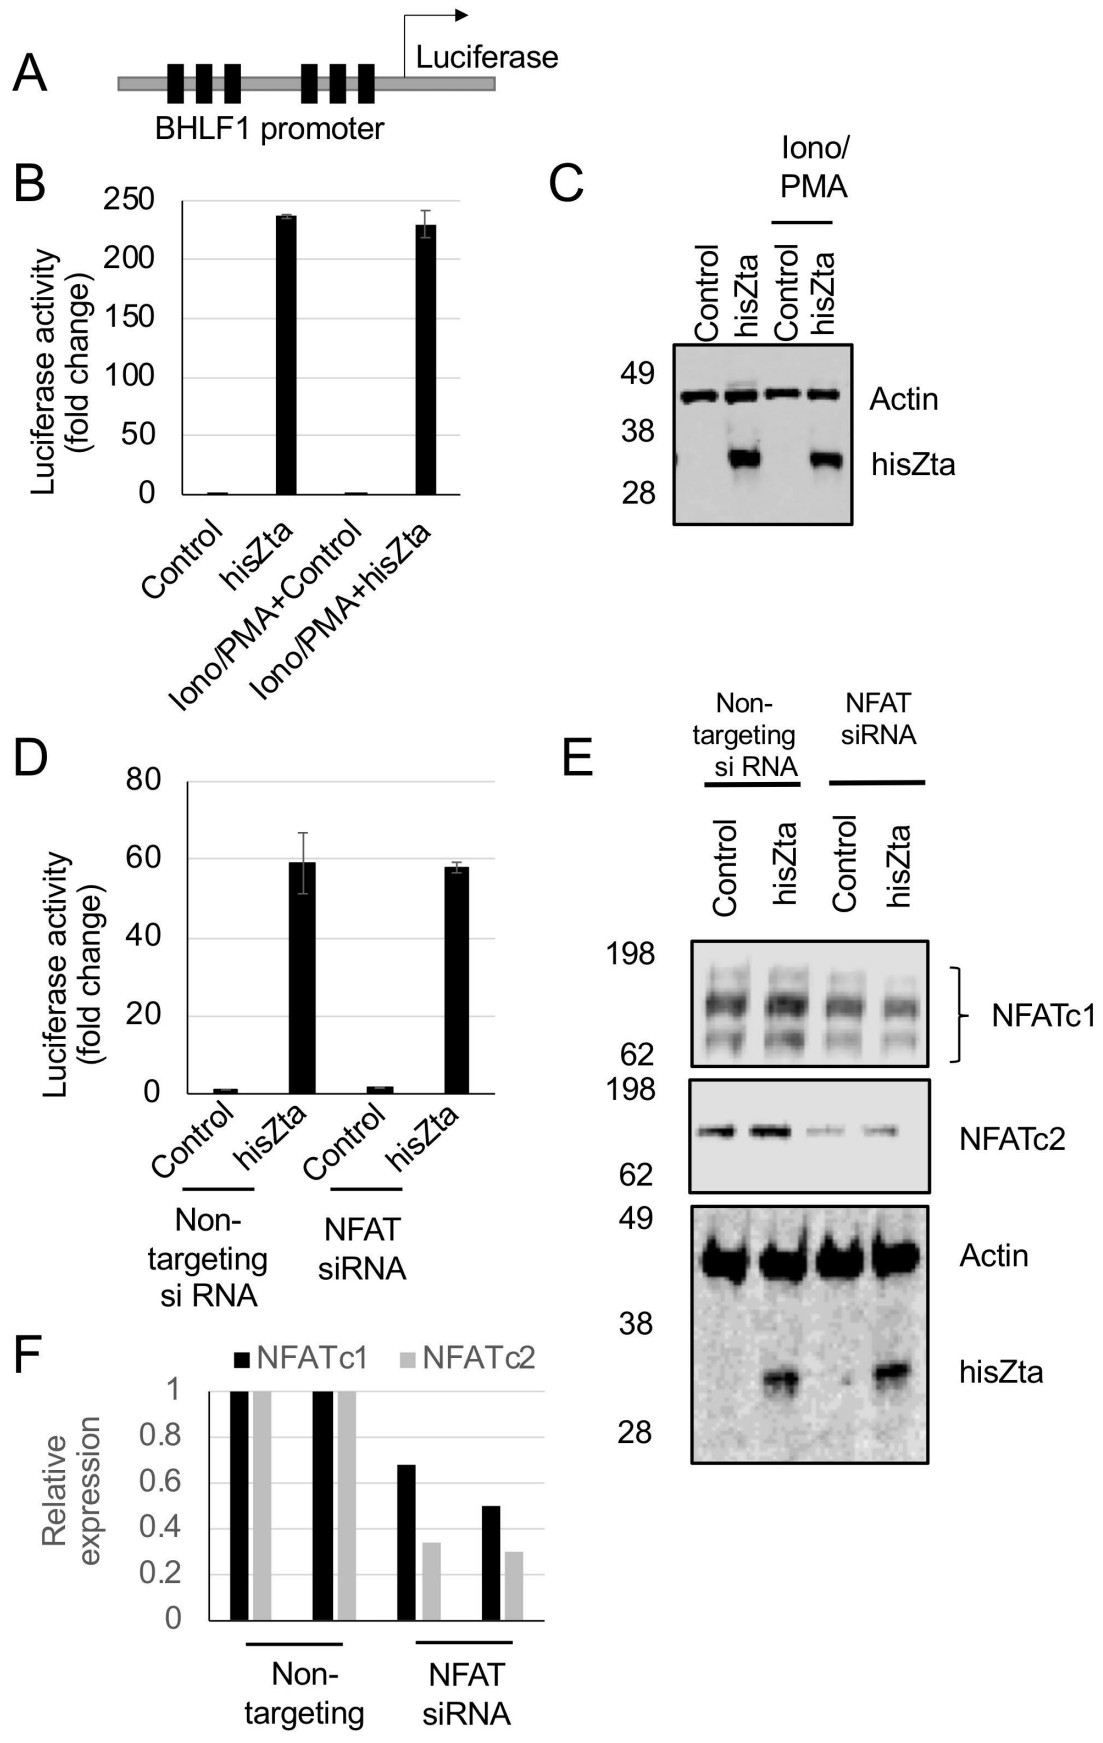 A
Luciferase
BHLF1 promoter
B
Luciferase activity
(fold change)
250
200
150
100
50
0
Control
hisZta
Iono/PMA+Control
Iono/PMA+hisZta
C
Iono/
PMA
Control
hisZta
Control
hisZta
49
38
28
Actin
hisZta
D
Luciferase activity
(fold change)
80
60
40
20
0
Control
hisZta
Control
hisZta
Non-
targeting
si RNA
NFAT
siRNA
E
Non-
targeting
si RNA
NFAT
siRNA
Control
hisZta
Control
hisZta
198
62
NFATc1
198
62
NFATc2
49
38
28
Actin
hisZta
F
NFATc1 NFATc2
Relative
expression
1
0.8
0.6
0.4
0.2
0
Non-
targeting
NFAT
siRNA